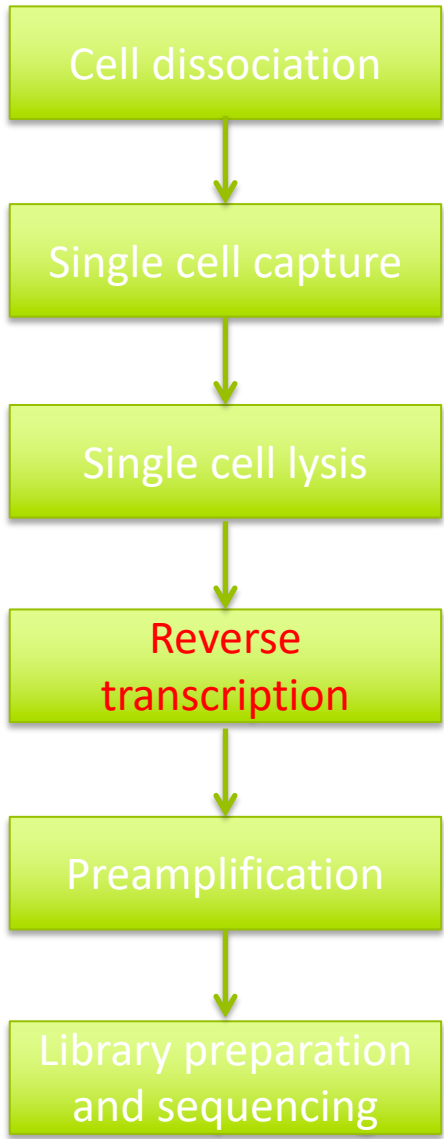 Cell dissociation
Single cell capture
Single cell lysis
Reverse
transcription
Preamplification
Library preparation
and sequencing